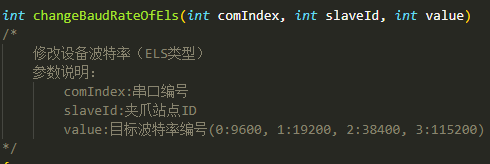 int changeBaudRateOfEls(int comIndex, int slaveId, int value)
/*
修改设备波特率（ELS类型）
参数说明：
comIndex:串口编号
slaveId:夹爪站点ID
value:目标波特率编号(0:9600, 1:19200, 2:38400, 3:115200)
*/